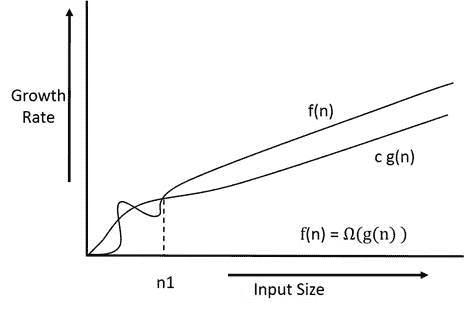 Growth
Rate
f(n)
c g(n)
f(n) = Ω(g(n) )
n1
Input Size